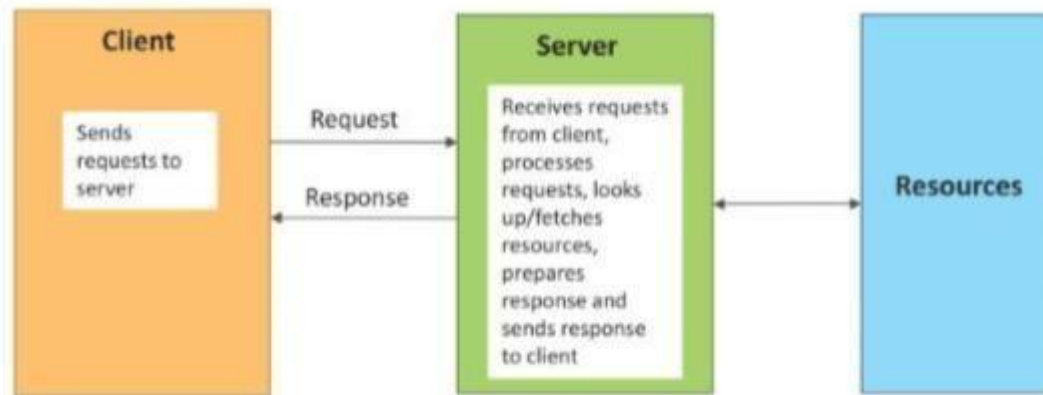 Client
Sends
requests to
server
Request
Response
Server
Receives requests
from client,
processes
requests, looks
up/fetches
resources,
prepares
response and
sends response
to client
Resources